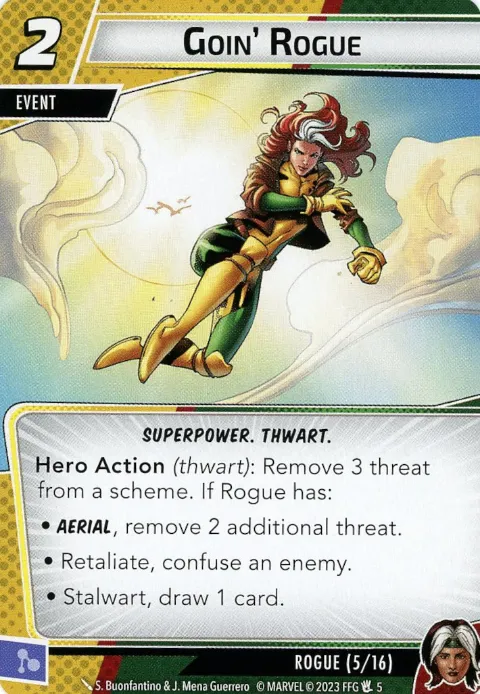 2
GOIN' ROGUE
EVENT
SUPERPOWER. THWART.
Hero Action (thwart): Remove 3 threat
from a scheme. If Rogue has:
• AERIAL, remove 2 additional threat.
• Retaliate, confuse an enemy.
• Stalwart, draw 1 card.
ROGUE (5/16)
S. Buonfantino & J. Mena Guerrero © MARVEL © 2023 FFG 5